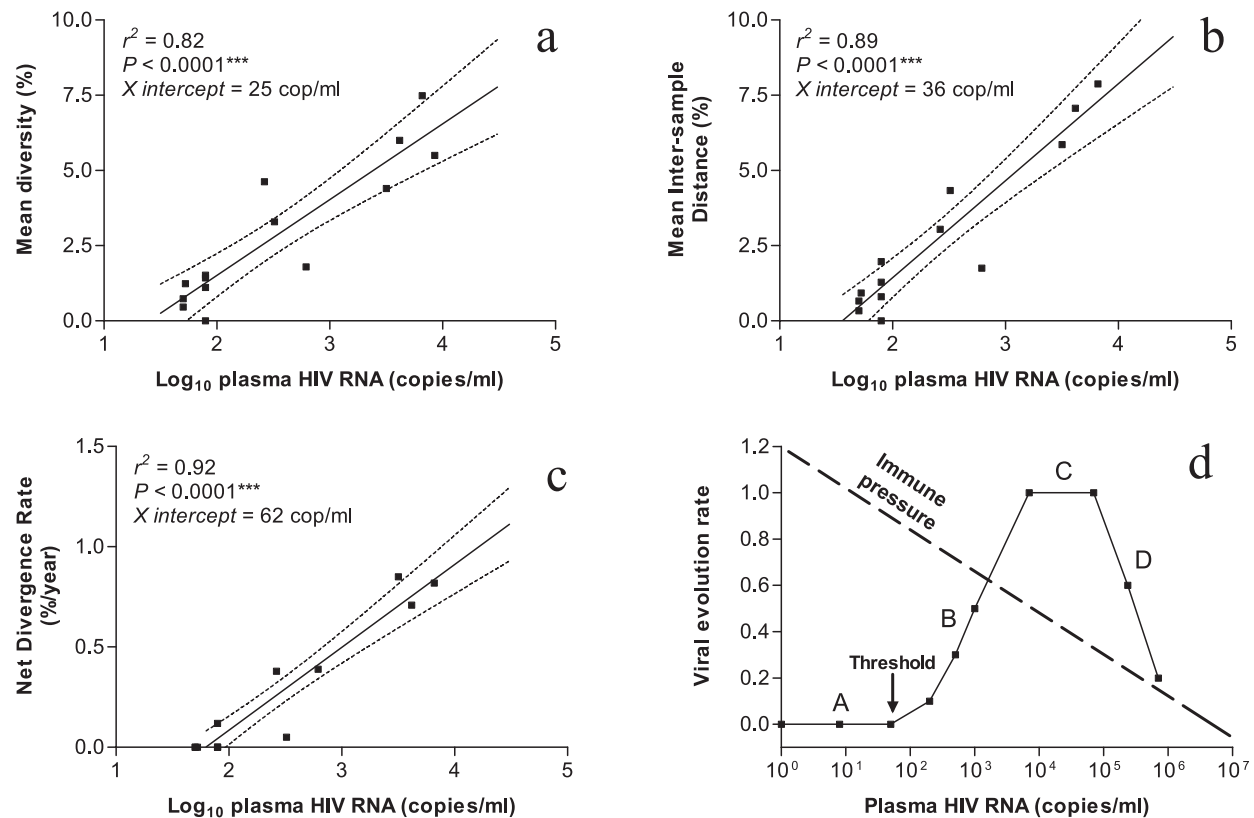 a
r² = 0.82
P < 0.0001***
X intercept = 25 cop/ml
Mean diversity (%)
10.0
7.5
5.0
2.5
0.0
1 2 3 4 5
Log₁₀ plasma HIV RNA (copies/ml)
b
r² = 0.89
P < 0.0001***
X intercept = 36 cop/ml
Mean Inter-sample
Distance (%)
10.0
7.5
5.0
2.5
0.0
1 2 3 4 5
Log₁₀ plasma HIV RNA (copies/ml)
c
r² = 0.92
P < 0.0001***
X intercept = 62 cop/ml
Net Divergence Rate
(%/year)
1.5
1.0
0.5
0.0
1 2 3 4 5
Log₁₀ plasma HIV RNA (copies/ml)
d
Immune
pressure
C
D
B
Threshold
A
Viral evolution rate
1.2
1.0
0.8
0.6
0.4
0.2
0.0
10⁰ 10¹ 10² 10³ 10⁴ 10⁵ 10⁶ 10⁷
Plasma HIV RNA (copies/ml)